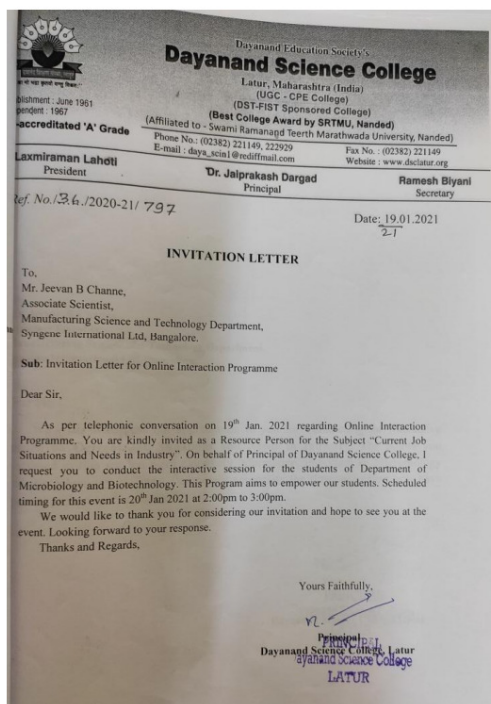 Dayanand Education Society's
Dayanand Science College
Latur, Maharashtra (India)
(UGC - CPE College)
(DST-FIST Sponsored College)
(Best College Award by SRTMU, Nanded)
(Affiliated to - Swami Ramanand Teerth Marathwada University, Nanded)
blishment : June 1961
pendent : 1967
-accreditated 'A' Grade
Phone No.: (02382) 221149, 222929
E-mail : daya_scin1@rediffmail.com
Fax No. : (02382) 221149
Website : www.dsclatur.org
Laxmiraman Lahoti
President
Dr. Jaiprakash Dargad
Principal
Ramesh Biyani
Secretary
Ref. No./36./2020-21/ 797
Date: 19.01.2021
21
INVITATION LETTER
To,
Mr. Jeevan B Channe,
Associate Scientist,
Manufacturing Science and Technology Department,
Syngene International Ltd, Bangalore.
Sub: Invitation Letter for Online Interaction Programme
Dear Sir,
As per telephonic conversation on 19th Jan. 2021 regarding Online Interaction
Programme. You are kindly invited as a Resource Person for the Subject "Current Job
Situations and Needs in Industry". On behalf of Principal of Dayanand Science College, I
request you to conduct the interactive session for the students of Department of
Microbiology and Biotechnology. This Program aims to empower our students. Scheduled
timing for this event is 20th Jan 2021 at 2:00pm to 3:00pm.
We would like to thank you for considering our invitation and hope to see you at the
event. Looking forward to your response.
Thanks and Regards,
Yours Faithfully,
Principal
PRINCIPAL
Dayanand Science College, Latur
ayanand Science College
LATUR